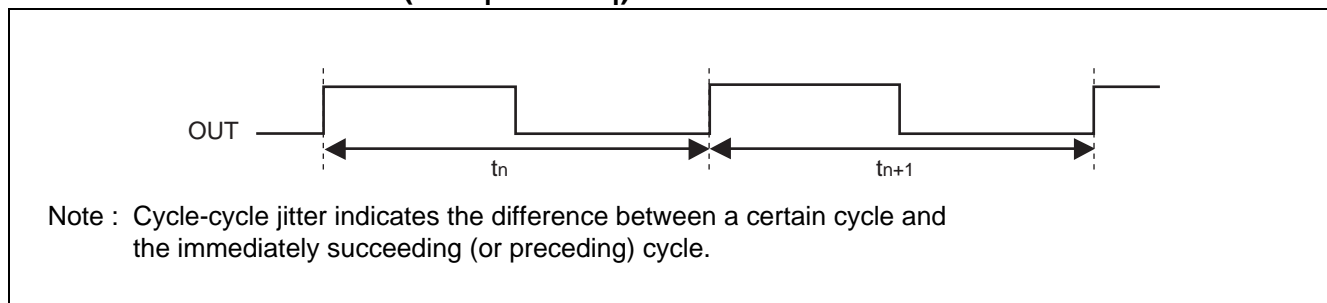 OUT
tn
tn+1
Note : Cycle-cycle jitter indicates the difference between a certain cycle and
the immediately succeeding (or preceding) cycle.